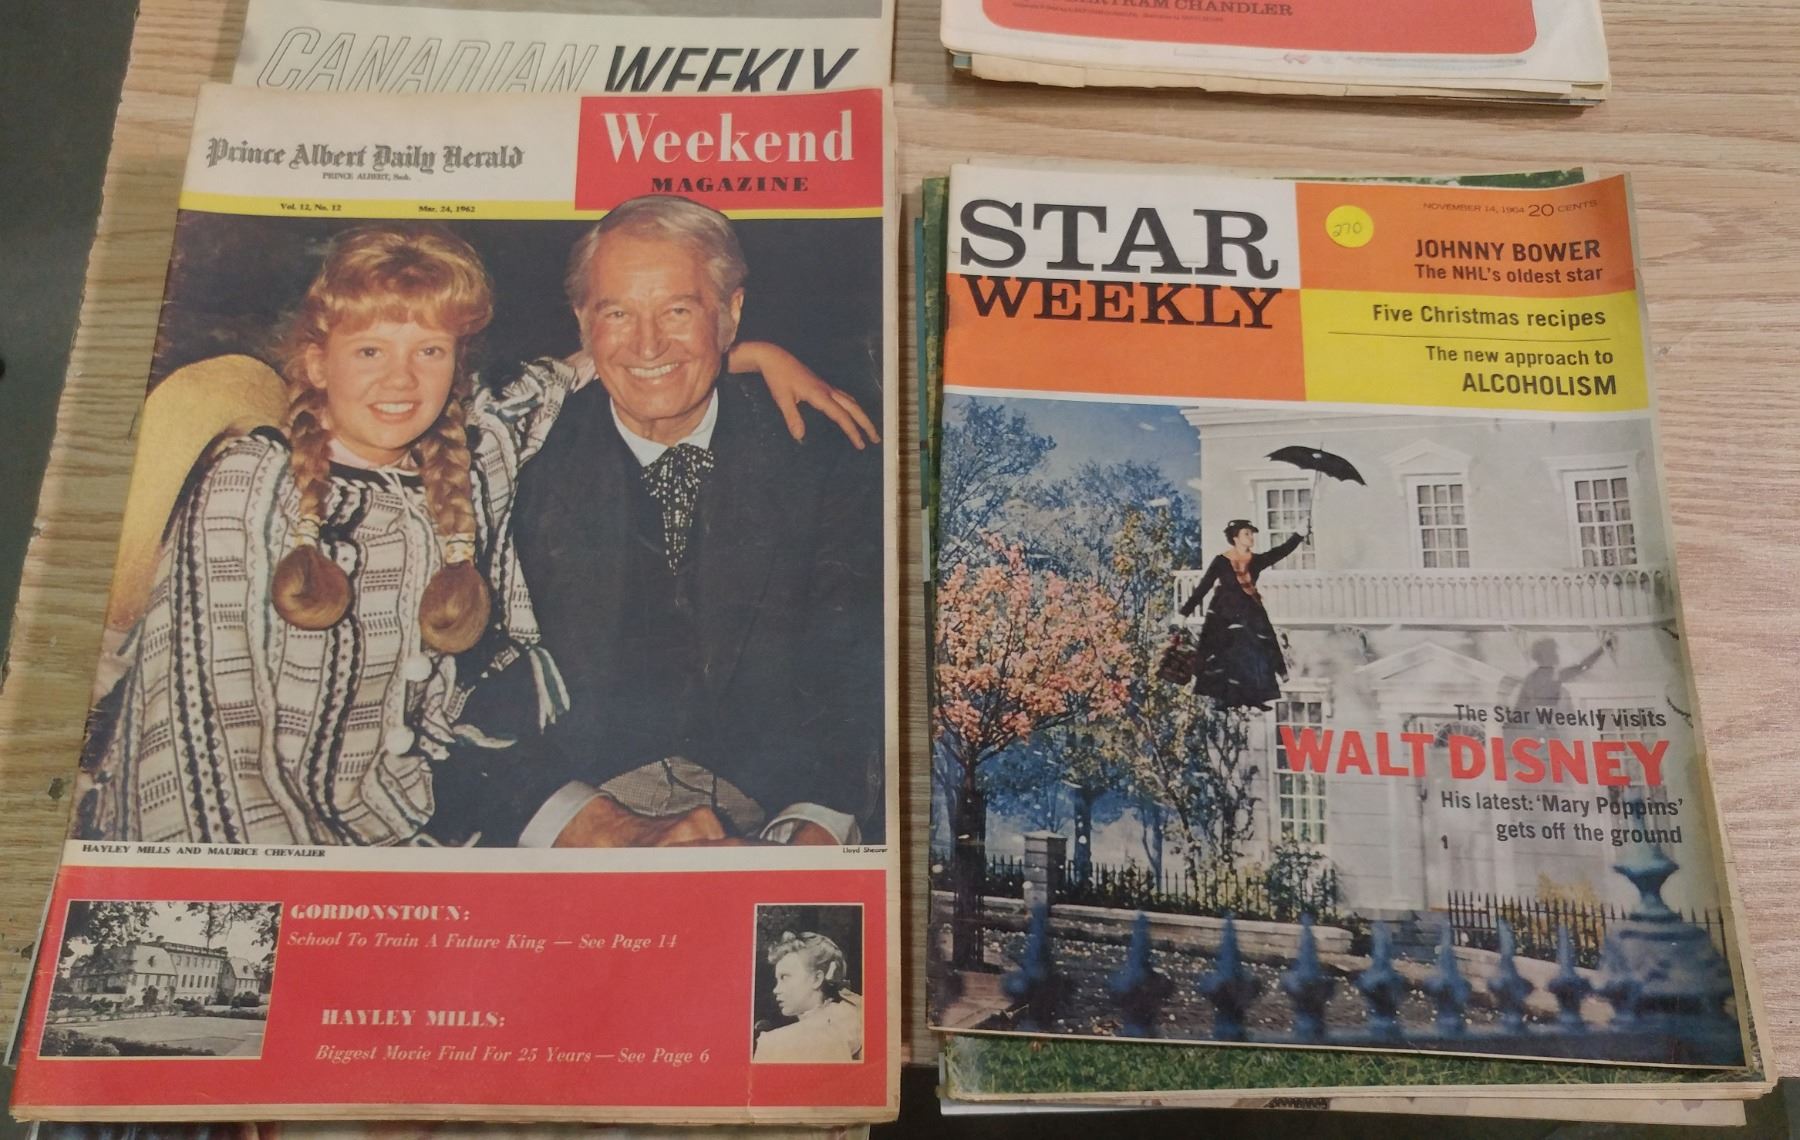 CANADIAN WEEKLY
BERTRAM CHANDLER
Prince Albert Daily Herald
PRINCE ALBERT, Sask.
Weekend
MAGAZINE
Vol. 12, No. 12 Mar. 24, 1962
HAYLEY MILLS AND MAURICE CHEVALIER
Lloyd Shearer
GORDONSTOUN:
School To Train A Future King — See Page 14
HAYLEY MILLS:
Biggest Movie Find For 25 Years — See Page 6
STAR
WEEKLY
270
NOVEMBER 14, 1964 20 CENTS
JOHNNY BOWER
The NHL's oldest star
Five Christmas recipes
The new approach to
ALCOHOLISM
The Star Weekly visits
WALT DISNEY
His latest: 'Mary Poppins'
gets off the ground